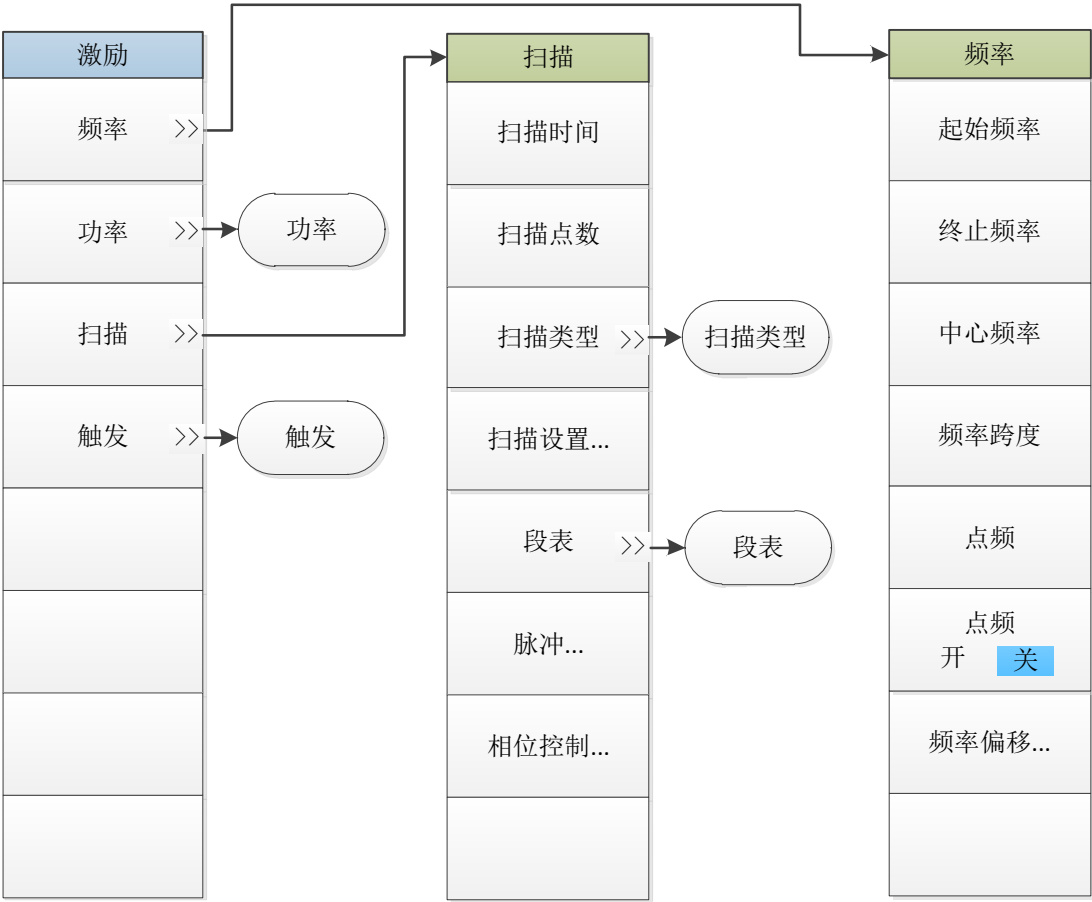 激励
频率 >>
功率 >>
功率
扫描 >>
触发 >>
触发
扫描
扫描时间
扫描点数
扫描类型 >>
扫描类型
扫描设置...
段表 >>
段表
脉冲...
相位控制...
频率
起始频率
终止频率
中心频率
频率跨度
点频
点频
开 关
频率偏移...